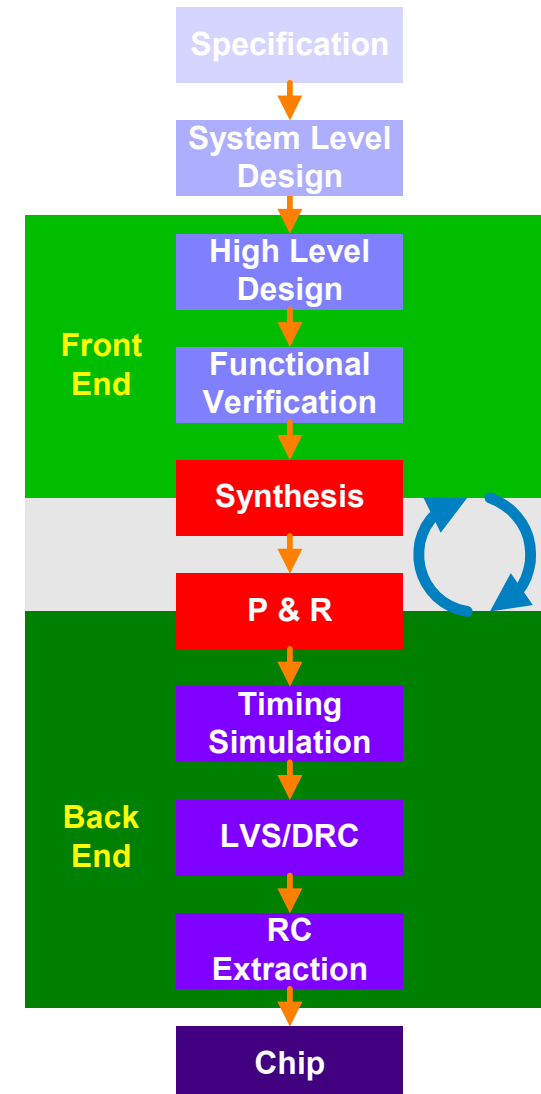 Specification
System Level
Design
High Level
Design
Front
End
Functional
Verification
Synthesis
P & R
Timing
Simulation
Back
End
LVS/DRC
RC
Extraction
Chip